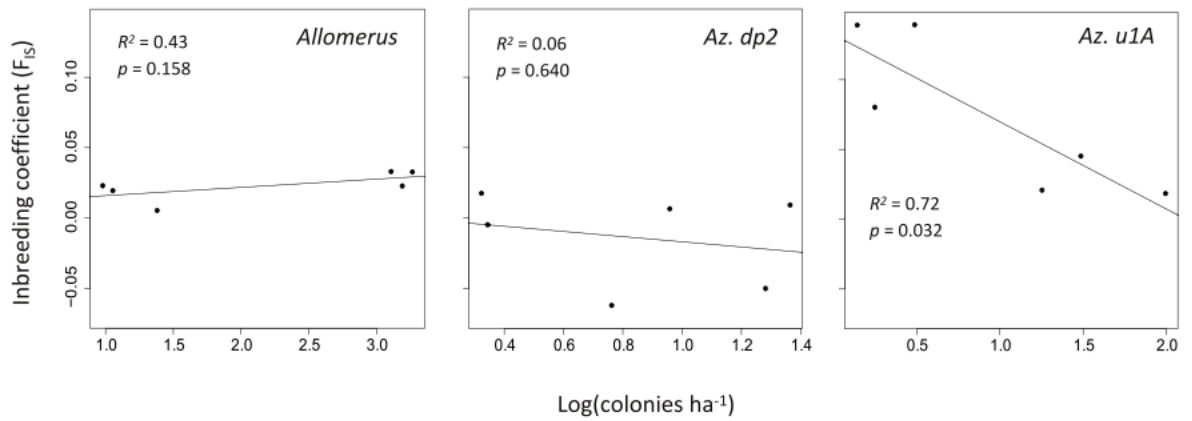 Inbreeding coefficient (FIS)
−0.05 0.00 0.05 0.10
R² = 0.43
p = 0.158
Allomerus
1.0 1.5 2.0 2.5 3.0
R² = 0.06
p = 0.640
Az. dp2
0.4 0.6 0.8 1.0 1.2 1.4
Az. u1A
R² = 0.72
p = 0.032
0.5 1.0 1.5 2.0
Log(colonies ha⁻¹)